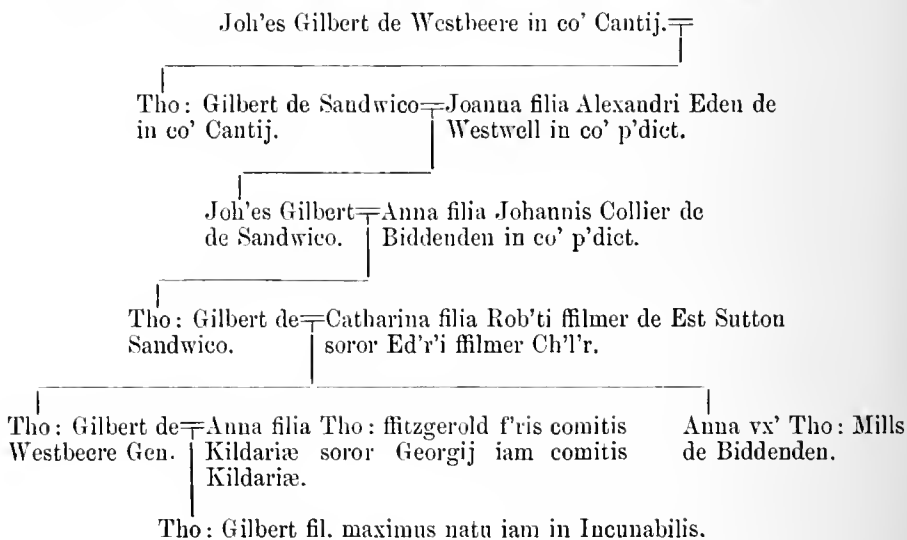 Joh'es Gilbert de Westbeere in co' Cantij.
Tho: Gilbert de Sandwico=Joanna filia Alexandri Eden de
in co' Cantij. Westwell in co' p'dict.
Joh'es Gilbert=Anna filia Johannis Collier de
de Sandwico. Biddenden in co' p'dict.
Tho: Gilbert de=Catharina filia Rob'ti ffilmer de Est Sutton
Sandwico. soror Ed'r'i ffilmer Ch'l'r.
Tho: Gilbert de=Anna filia Tho: ffitzgerold f'ris comitis
Westbeere Gen. Kildariæ soror Georgij iam comitis
Kildariæ.
Anna vx' Tho: Mills
de Biddenden.
Tho: Gilbert fil. maximus natu iam in Incunabilis.